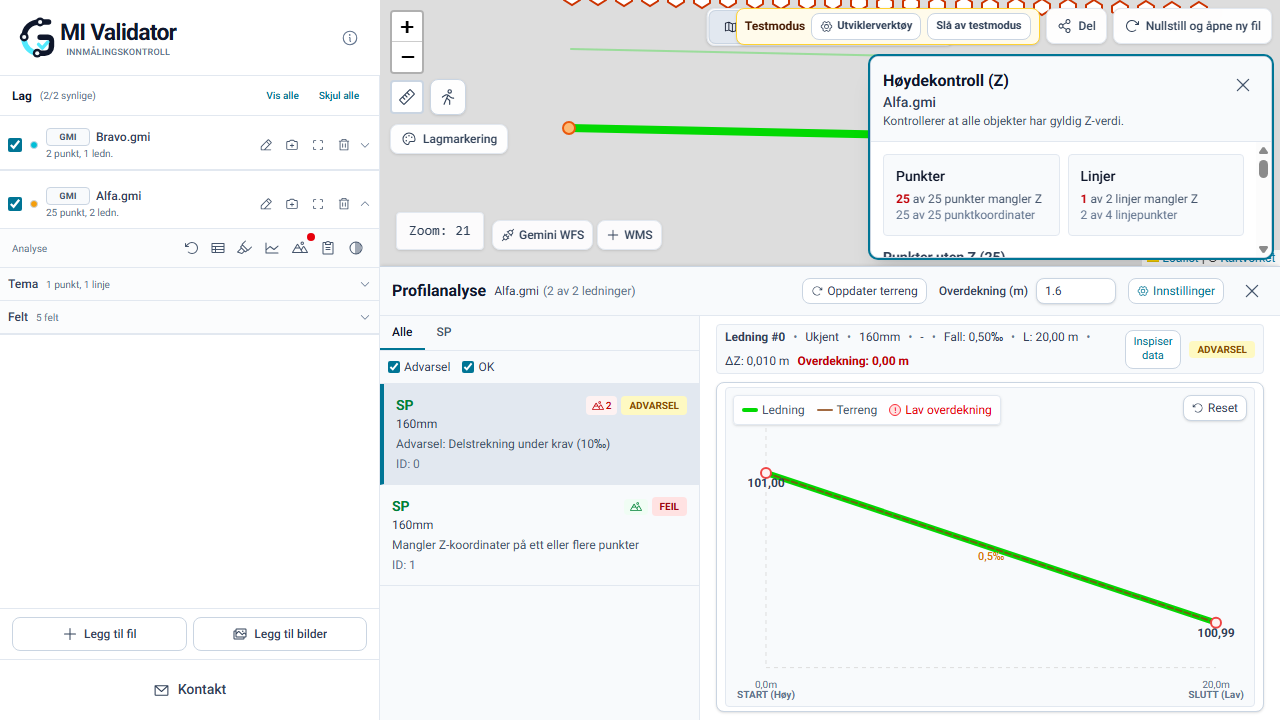 MI Validator
INNMÅLINGSKONTROLL
Lag (2/2 synlige) Vis alle Skjul alle
GMI Bravo.gmi
2 punkt, 1 ledn.
GMI Alfa.gmi
25 punkt, 2 ledn.
Analyse
Tema 1 punkt, 1 linje
Felt 5 felt
Legg til fil
Legg til bilder
Kontakt
+
−
Lagmarkering
Zoom: 21
Gemini WFS
WMS
Testmodus
Utviklerverktøy
Slå av testmodus
Del
Nullstill og åpne ny fil
Høydekontroll (Z)
Alfa.gmi
Kontrollerer at alle objekter har gyldig Z-verdi.
Punkter
25 av 25 punkter mangler Z
25 av 25 punktkoordinater
Linjer
1 av 2 linjer mangler Z
2 av 4 linjepunkter
Punkter uten Z (25)
Profilanalyse Alfa.gmi (2 av 2 ledninger)
Oppdater terreng
Overdekning (m) 1.6
Innstillinger
Alle SP
Advarsel OK
SP 2 ADVARSEL
160mm
Advarsel: Delstrekning under krav (10‰)
ID: 0
SP FEIL
160mm
Mangler Z-koordinater på ett eller flere punkter
ID: 1
Ledning #0 • Ukjent • 160mm • - • Fall: 0,50‰ • L: 20,00 m •
ΔZ: 0,010 m Overdekning: 0,00 m
Inspiser
data
ADVARSEL
Ledning Terreng Lav overdekning
Reset
101,00
0,5‰
100,99
0,0m
START (Høy)
20,0m
SLUTT (Lav)